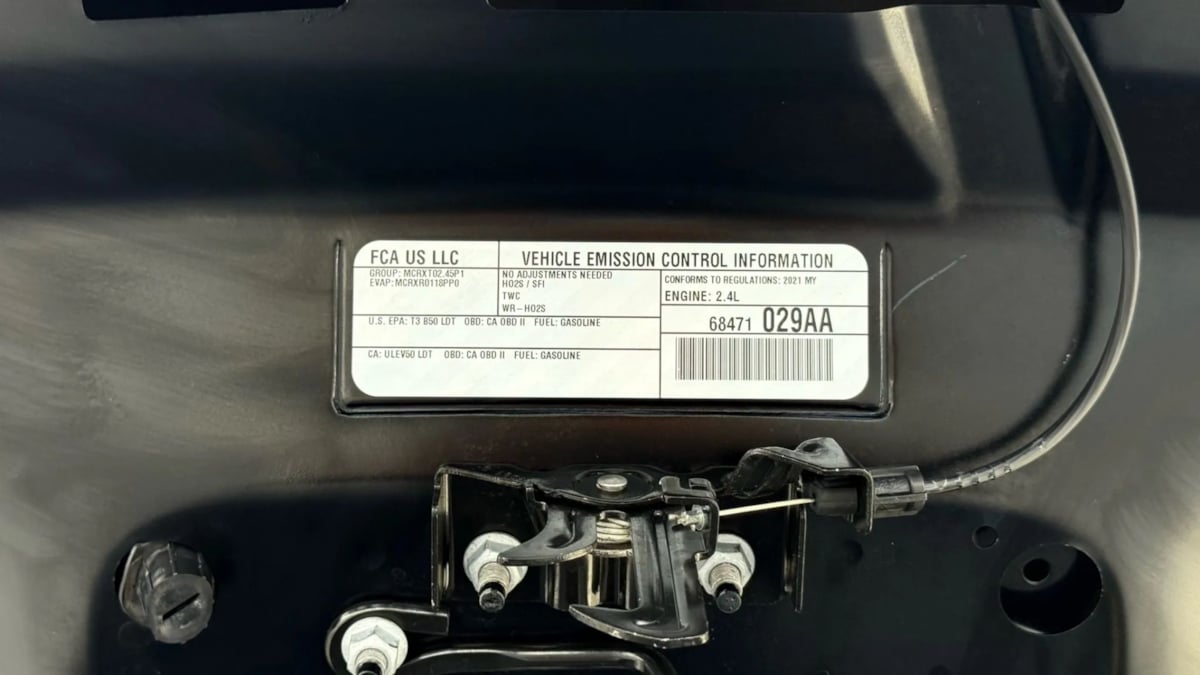 FCA US LLC
GROUP: MCRXT02.45P1
EVAP: MCRXR0118PP0
VEHICLE EMISSION CONTROL INFORMATION
NO ADJUSTMENTS NEEDED
HO2S / SFI
TWC
WR-HO2S
CONFORMS TO REGULATIONS: 2021 MY
ENGINE: 2.4L
68471 029AA
U.S. EPA: T3 B50 LDT OBD: CA OBD II FUEL: GASOLINE
CA: ULEV50 LDT OBD: CA OBD II FUEL: GASOLINE